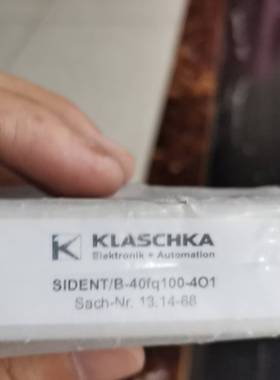 KLASCHKA
Elektronik + Automation
SIDENT/B-40fq100-4O1
Sach-Nr. 13.14-68